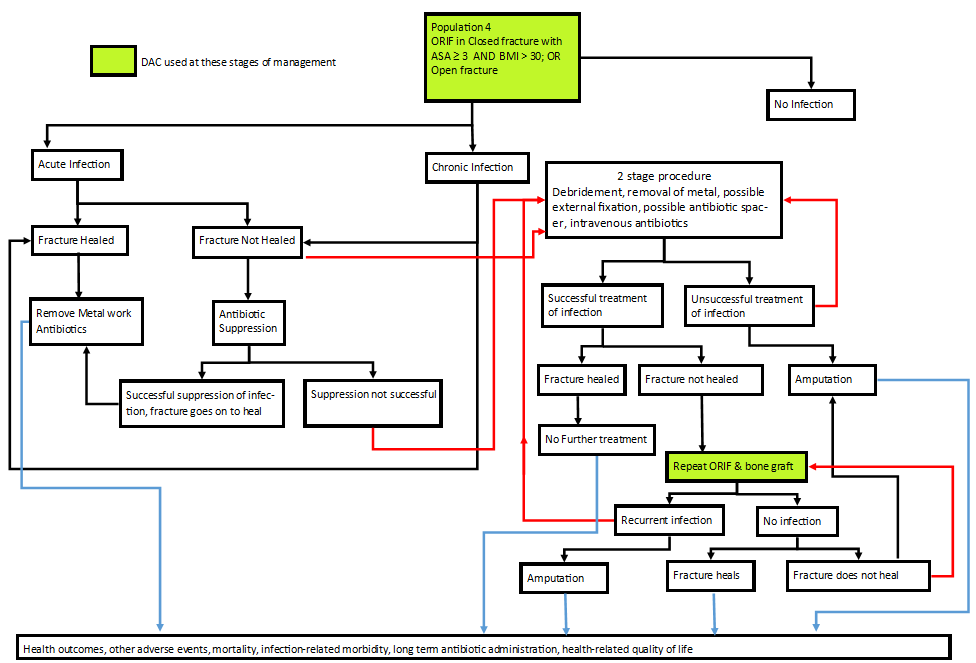 Population 4
ORIF in Closed fracture with
ASA ≥ 3 AND BMI > 30; OR
Open fracture
DAC used at these stages of management
No Infection
Acute Infection
Chronic Infection
2 stage procedure
Debridement, removal of metal, possible
external fixation, possible antibiotic spac-
er, intravenous antibiotics
Fracture Healed
Fracture Not Healed
Remove Metal work
Antibiotics
Antibiotic
Suppression
Successful treatment
of infection
Unsuccessful treatment
of infection
Successful suppression of infec-
tion, fracture goes on to heal
Suppression not successful
Fracture healed
Fracture not healed
Amputation
No Further treatment
Repeat ORIF & bone graft
Recurrent infection
No infection
Amputation
Fracture heals
Fracture does not heal
Health outcomes, other adverse events, mortality, infection-related morbidity, long term antibiotic administration, health-related quality of life